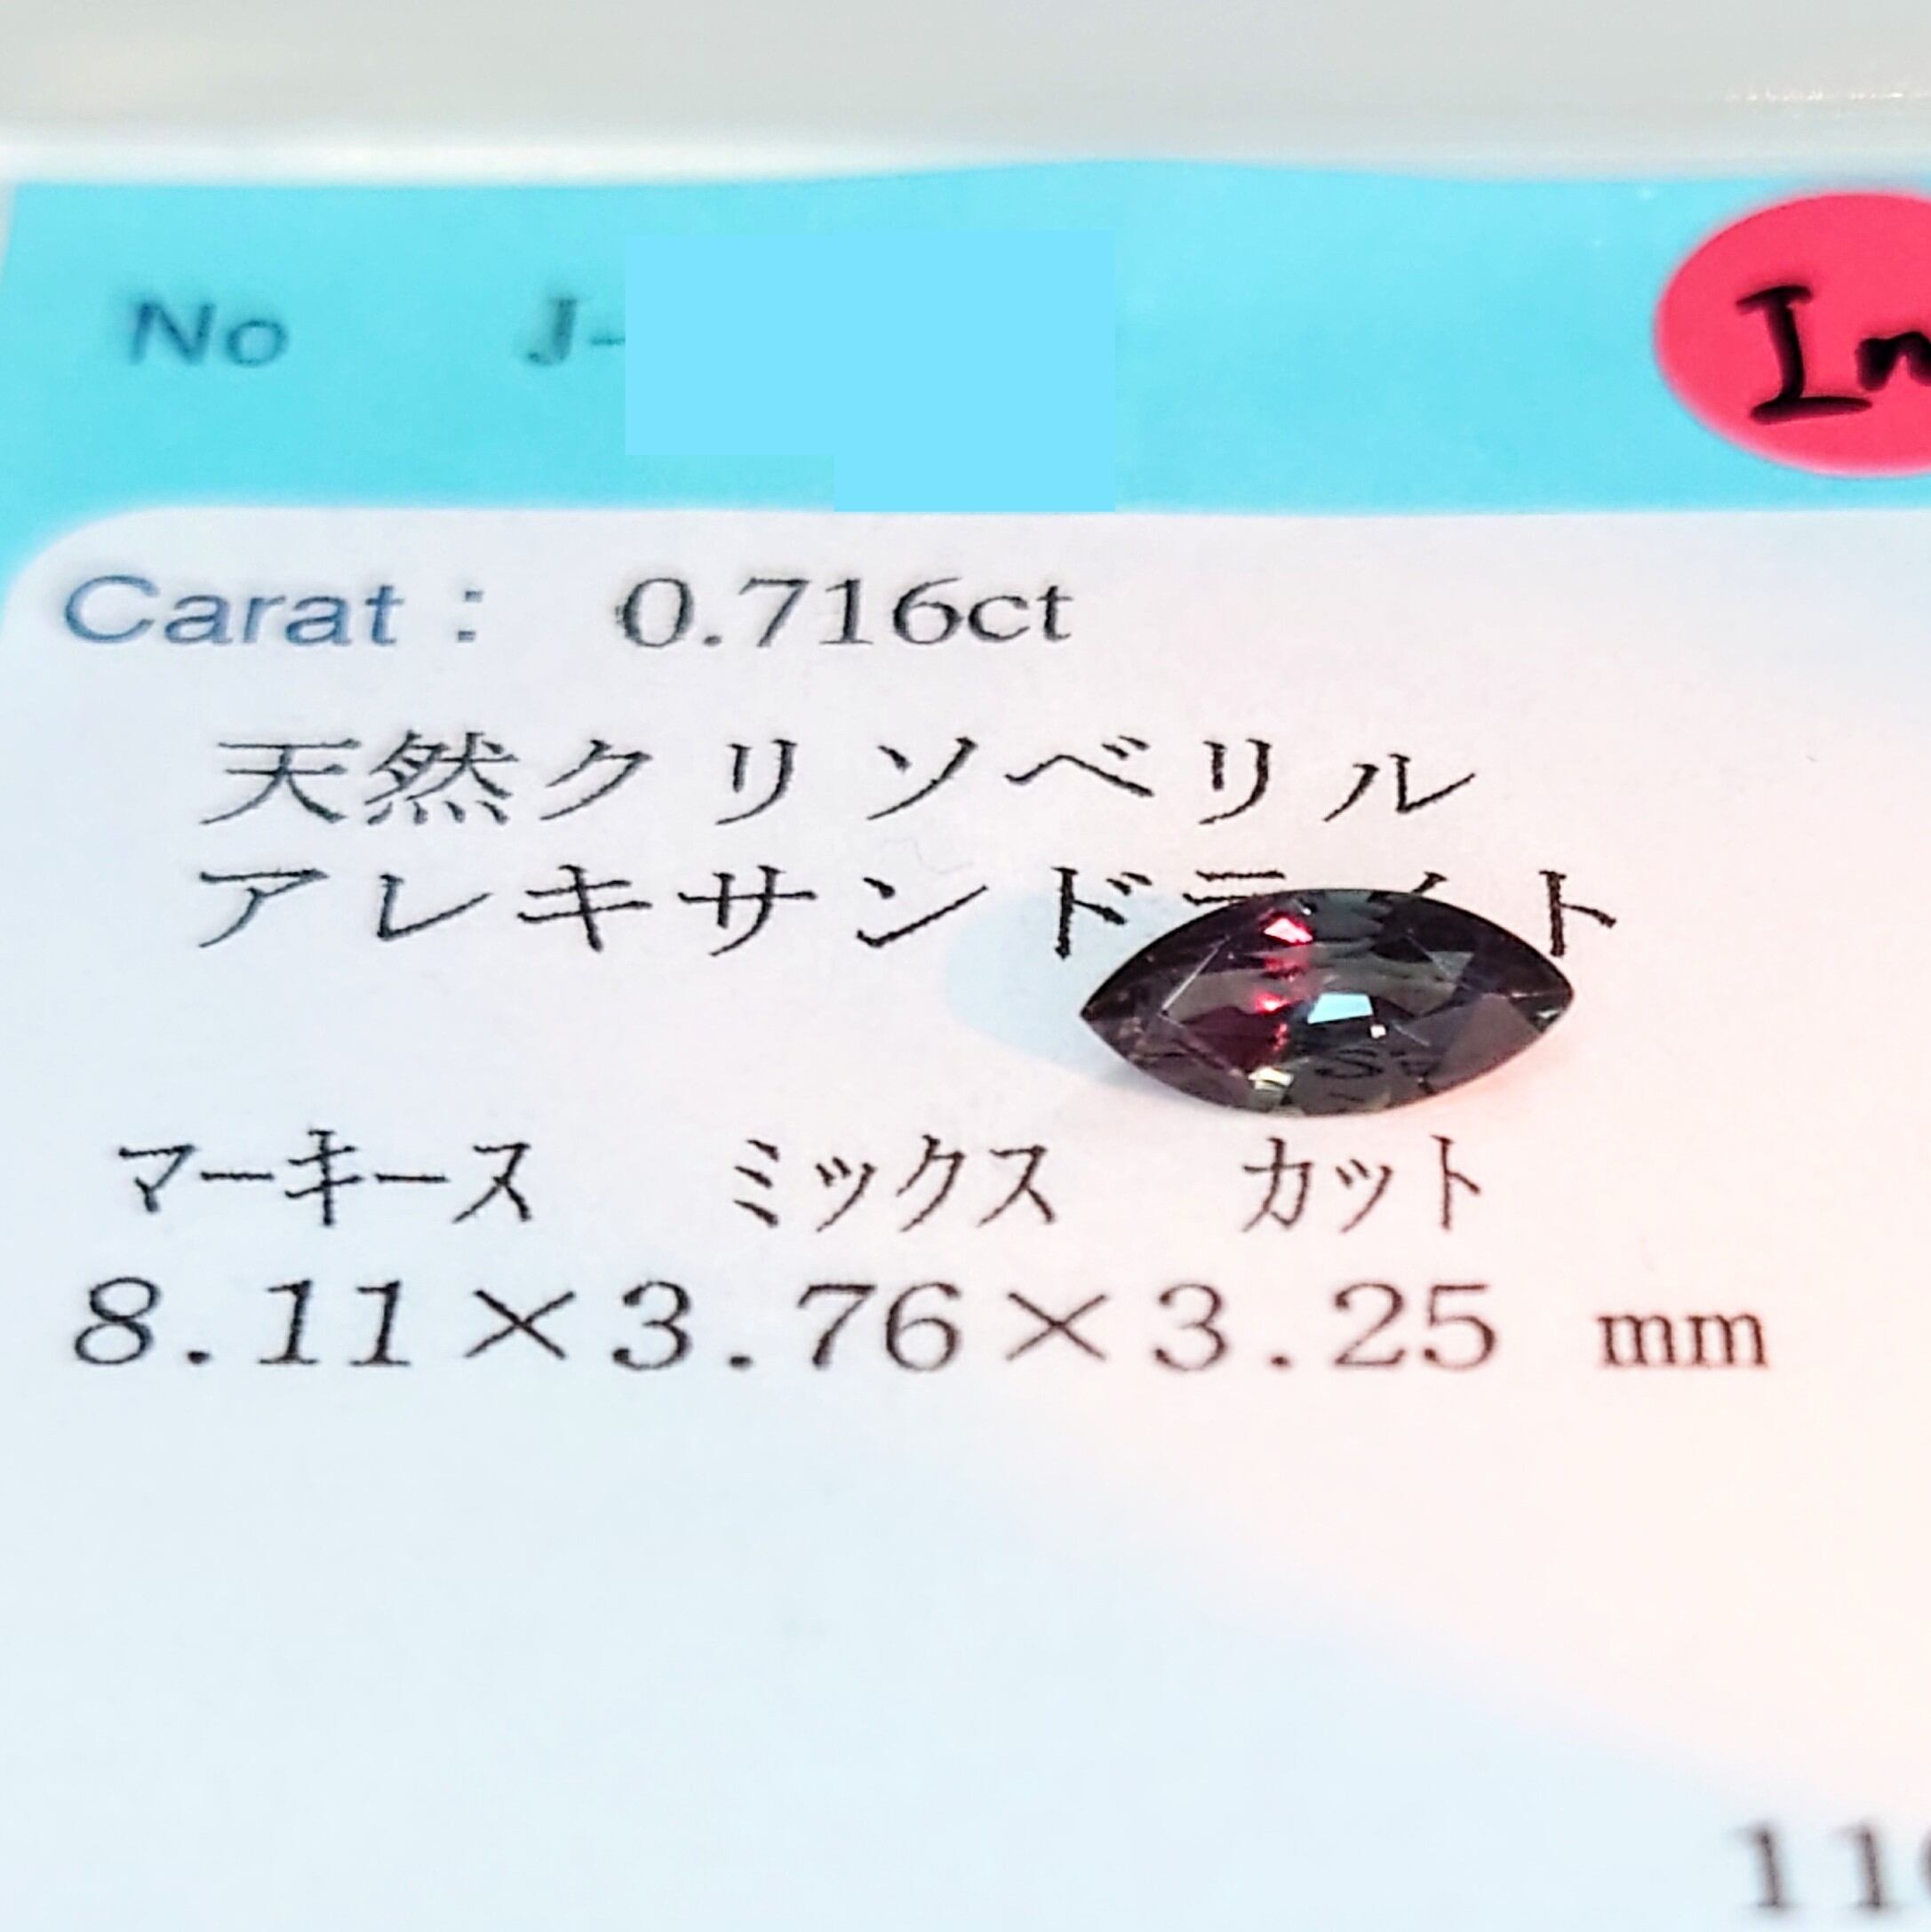 No J-
In
Carat : 0.716ct
天然クリソベリル
アレキサンドライト
マーキース ミックス カット
8.11×3.76×3.25 mm
11